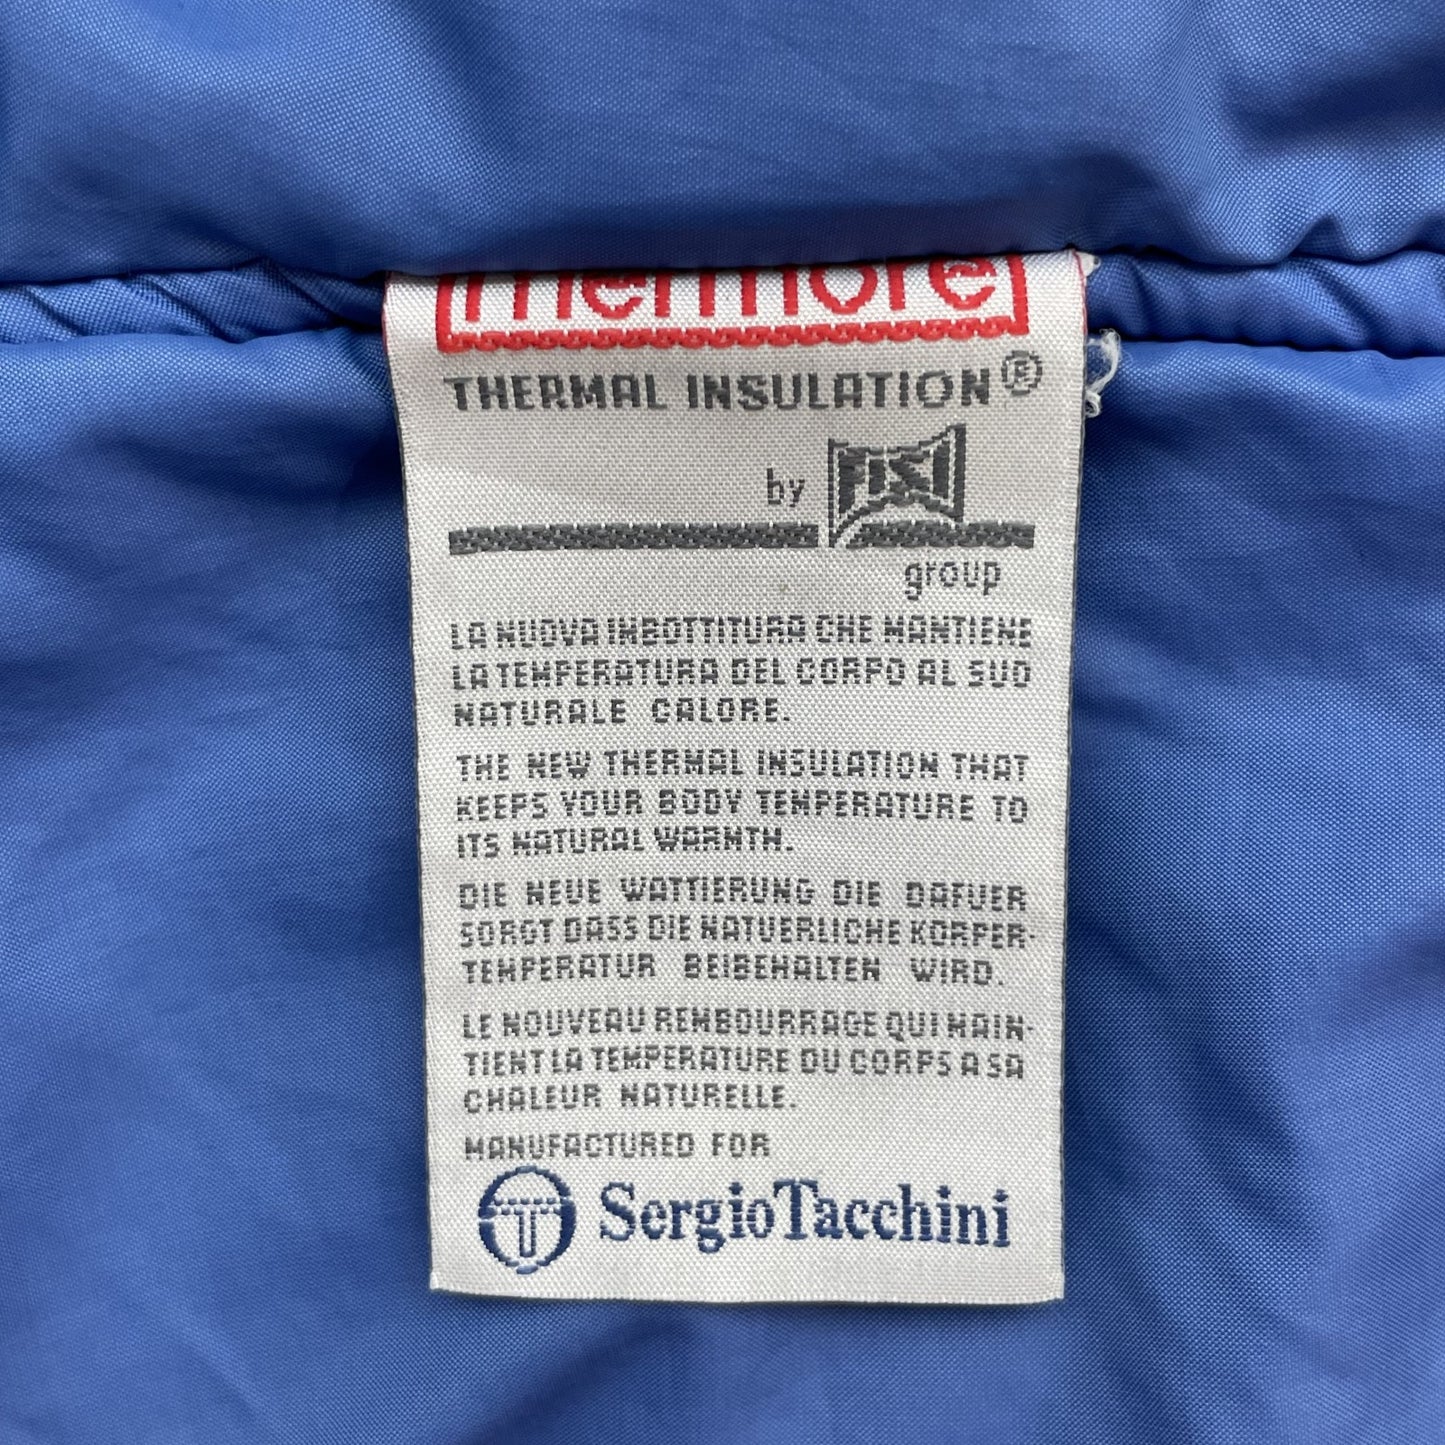 Thermore
THERMAL INSULATION®
by FISI
group
LA NUOVA IMBOTTITURA CHE MANTIENE
LA TEMPERATURA DEL CORPO AL SUO
NATURALE CALORE.
THE NEW THERMAL INSULATION THAT
KEEPS YOUR BODY TEMPERATURE TO
ITS NATURAL WARMTH.
DIE NEUE WATTIERUNG DIE DAFUER
SORGT DASS DIE NATUERLICHE KORPER-
TEMPERATUR BEIBEHALTEN WIRD.
LE NOUVEAU REMBOURRAGE QUI MAIN-
TIENT LA TEMPERATURE DU CORPS A SA
CHALEUR NATURELLE.
MANUFACTURED FOR
Sergio Tacchini